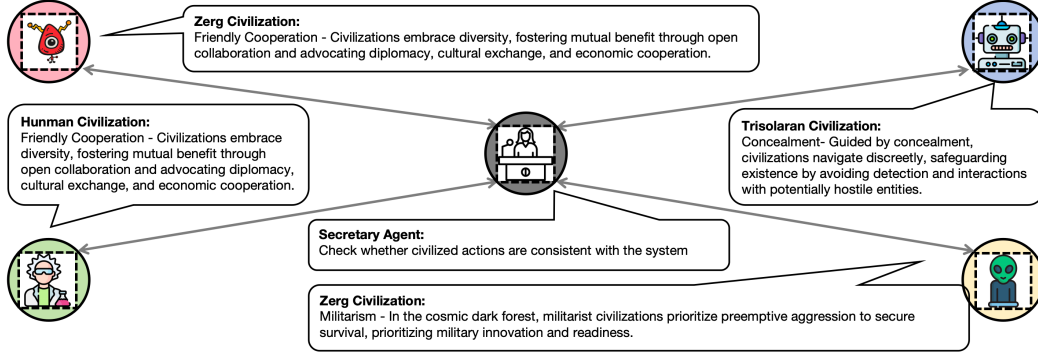 Zerg Civilization:
Friendly Cooperation - Civilizations embrace diversity, fostering mutual benefit through open
collaboration and advocating diplomacy, cultural exchange, and economic cooperation.
Hunman Civilization:
Friendly Cooperation - Civilizations embrace
diversity, fostering mutual benefit through
open collaboration and advocating diplomacy,
cultural exchange, and economic cooperation.
Trisolaran Civilization:
Concealment- Guided by concealment,
civilizations navigate discreetly, safeguarding
existence by avoiding detection and interactions
with potentially hostile entities.
Secretary Agent:
Check whether civilized actions are consistent with the system
Zerg Civilization:
Militarism - In the cosmic dark forest, militarist civilizations prioritize preemptive aggression to secure
survival, prioritizing military innovation and readiness.